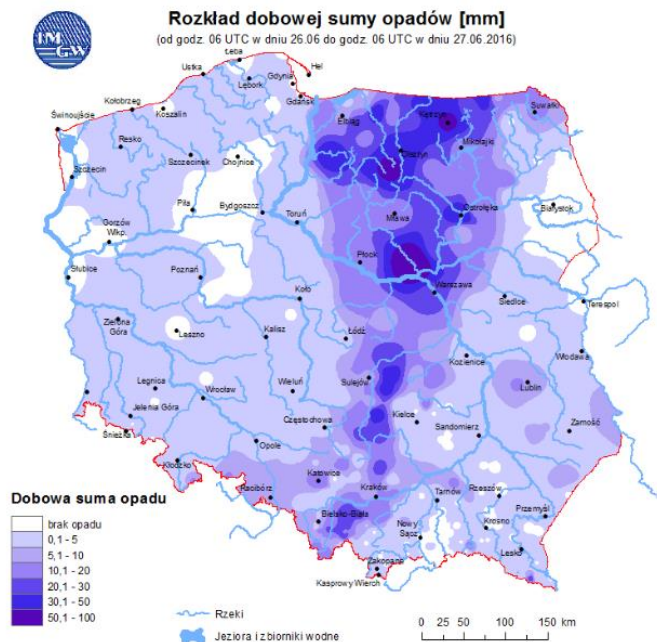 IM
GW
Rozkład dobowej sumy opadów [mm]
(od godz. 06 UTC w dniu 26.06 do godz. 06 UTC w dniu 27.06.2016)
Łeba
Hel
Ustka
Lębork
Gdynia
Gdańsk
Kołobrzeg
Koszalin
Świnoujście
Elbląg
Kętrzyn
Suwałki
Resko
Szczecinek
Chojnice
Olsztyn
Mikołajki
Szczecin
Piła
Bydgoszcz
Toruń
Mława
Ostrołęka
Białystok
Gorzów
Wlkp.
Płock
Słubice
Poznań
Koło
Warszawa
Siedlce
Terespol
Zielona
Góra
Leszno
Kalisz
Łódź
Kozienice
Włodawa
Legnica
Wrocław
Wieluń
Sulejów
Lublin
Jelenia Góra
Śnieżka
Częstochowa
Kielce
Sandomierz
Zamość
Opole
Kłodzko
Katowice
Racibórz
Kraków
Tarnów
Rzeszów
Przemyśl
Bielsko-Biała
Nowy
Sącz
Krosno
Lesko
Zakopane
Kasprowy Wierch
Dobowa suma opadu
brak opadu
0,1 - 5
5,1 - 10
10,1 - 20
20,1 - 30
30,1 - 50
50,1 - 100
Rzeki
Jeziora i zbiorniki wodne
0 25 50 100 150 km